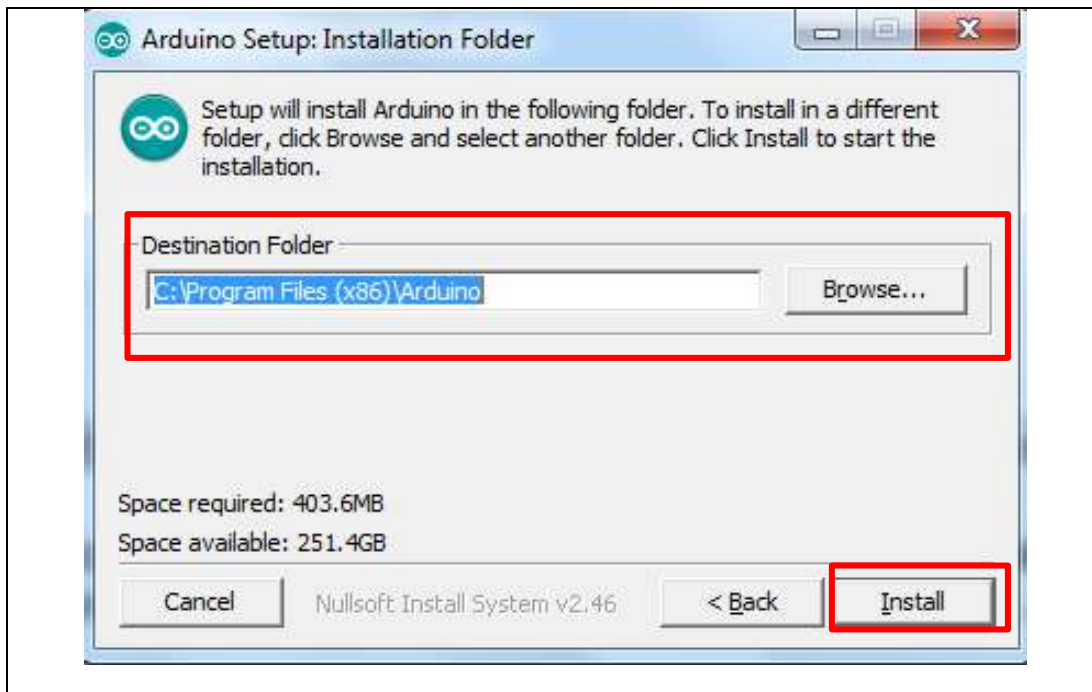 Arduino Setup: Installation Folder
Setup will install Arduino in the following folder. To install in a different
folder, click Browse and select another folder. Click Install to start the
installation.
Destination Folder
C:\Program Files (x86)\Arduino
Browse...
Space required: 403.6MB
Space available: 251.4GB
Cancel
Nullsoft Install System v2.46
< Back
Install